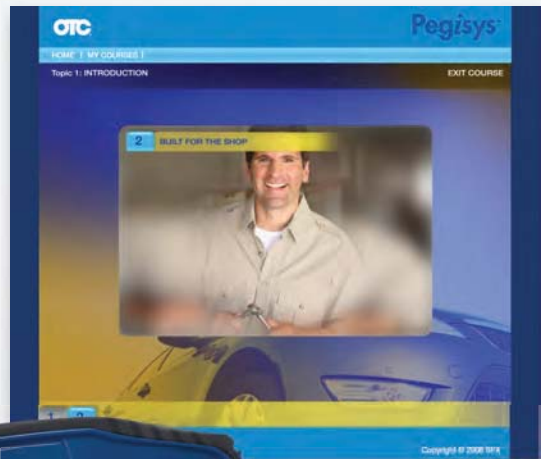 OTC
Pegisys
HOME | MY COURSES |
Topic 1: INTRODUCTION
EXIT COURSE
2 BUILT FOR THE SHOP
1 2
Copyright © 2008 SPX